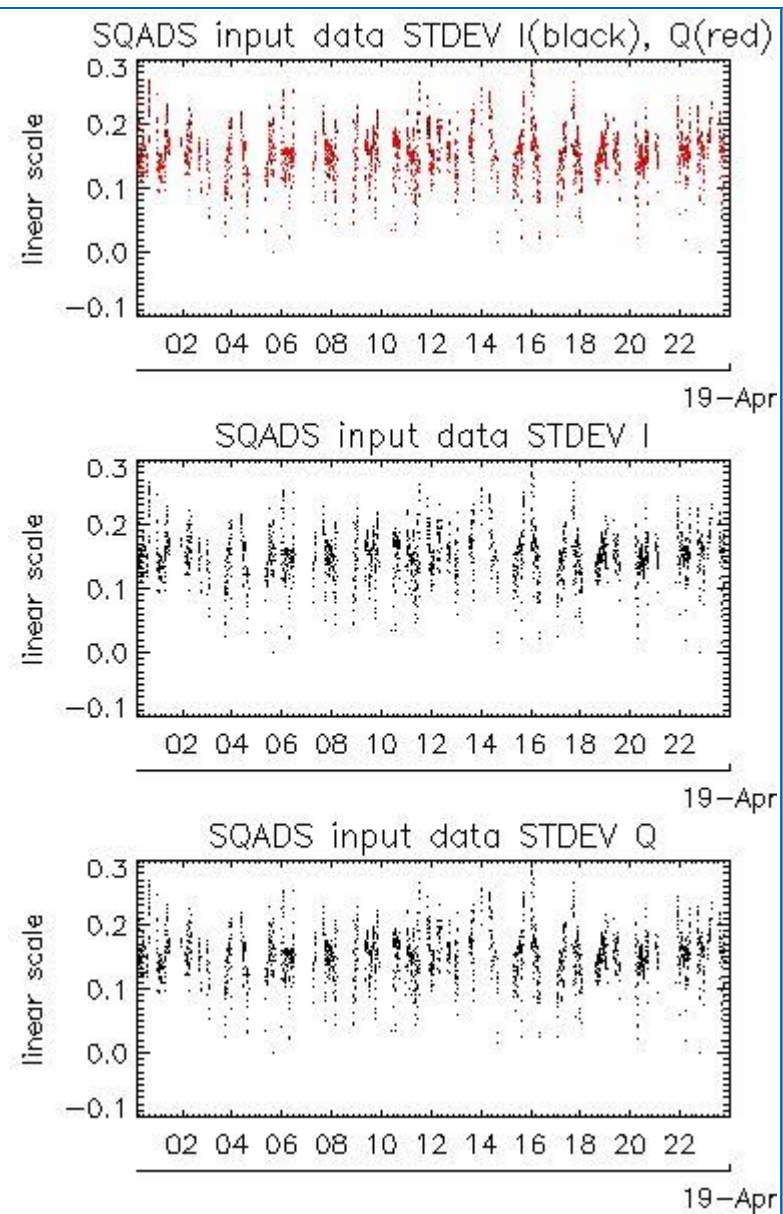 SQADS input data STDEV I(black), Q(red)
0.3
0.2
0.1
0.0
-0.1
linear scale
02 04 06 08 10 12 14 16 18 20 22
19-Apr
SQADS input data STDEV I
0.3
0.2
0.1
0.0
-0.1
linear scale
02 04 06 08 10 12 14 16 18 20 22
19-Apr
SQADS input data STDEV Q
0.3
0.2
0.1
0.0
-0.1
linear scale
02 04 06 08 10 12 14 16 18 20 22
19-Apr